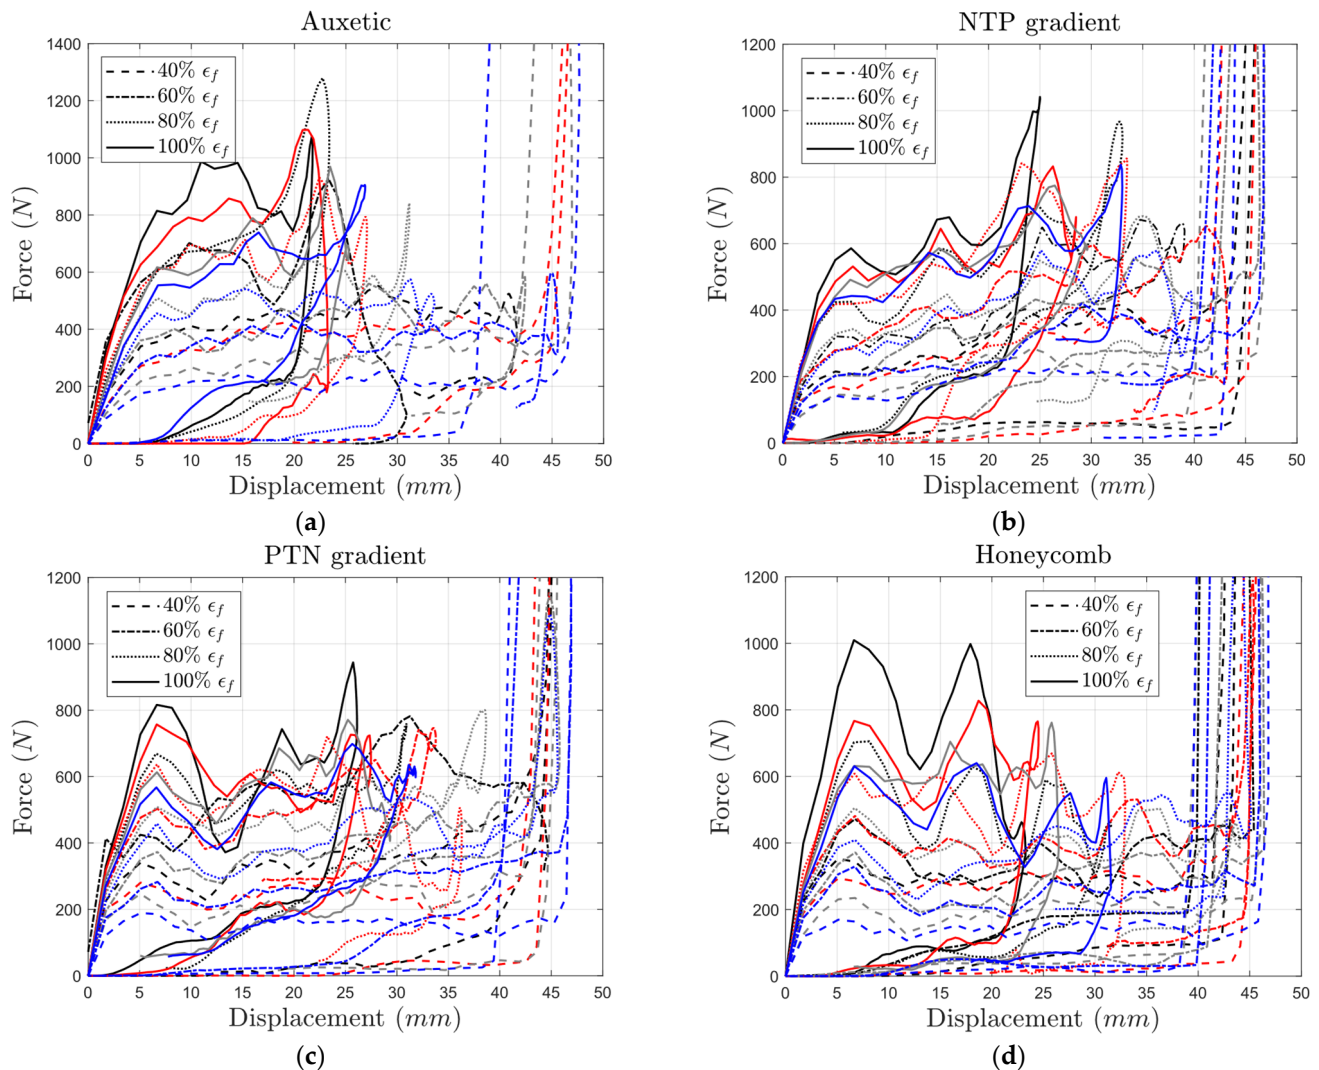 Auxetic
1400
1200
1000
800
600
400
200
0
Force (N)
40% ϵf
60% ϵf
80% ϵf
100% ϵf
0 5 10 15 20 25 30 35 40 45 50
Displacement (mm)
(a)
NTP gradient
1200
1000
800
600
400
200
0
Force (N)
40% ϵf
60% ϵf
80% ϵf
100% ϵf
0 5 10 15 20 25 30 35 40 45 50
Displacement (mm)
(b)
PTN gradient
1200
1000
800
600
400
200
0
Force (N)
40% ϵf
60% ϵf
80% ϵf
100% ϵf
0 5 10 15 20 25 30 35 40 45 50
Displacement (mm)
(c)
Honeycomb
1200
1000
800
600
400
200
0
Force (N)
40% ϵf
60% ϵf
80% ϵf
100% ϵf
0 5 10 15 20 25 30 35 40 45 50
Displacement (mm)
(d)